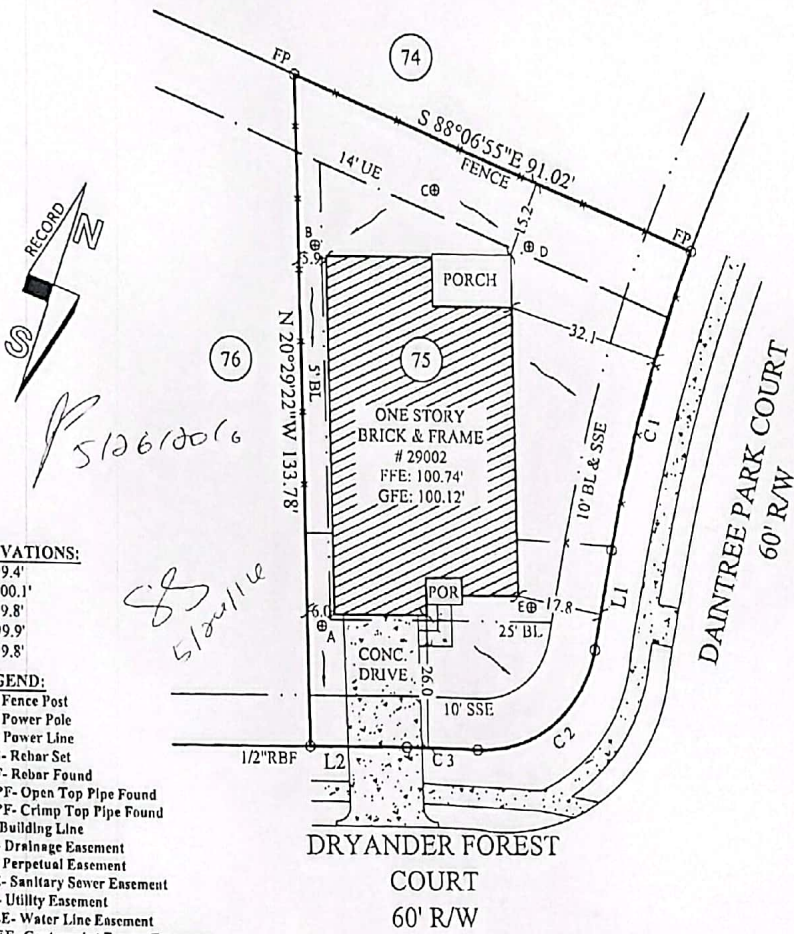 FP
74
S 88°06'55"E 91.02'
FENCE
14' UE
C
15.2
FP
RECORD
N
S
B
D
5.9
PORCH
32.1
76
75
N 20°29'22"W 133.78'
5' BL
ONE STORY
BRICK & FRAME
# 29002
FFE: 100.74'
GFE: 100.12'
10' BL & SSE
C1
DAINTREE PARK COURT
60' R/W
5/26/2016
VATIONS:
9.4'
00.1'
9.8'
9.9'
9.8'
6.0
A
POR
E
17.8
25' BL
L1
CONC.
DRIVE
26.0
10' SSE
C2
GEND:
Fence Post
Power Pole
Power Line
- Rebar Set
F- Rebar Found
PF- Open Top Pipe Found
PF- Crimp Top Pipe Found
Building Line
- Drainage Easement
Perpetual Easement
E- Sanitary Sewer Easement
- Utility Easement
E- Water Line Easement
1/2"RBF
L2
C3
DRYANDER FOREST
COURT
60' R/W